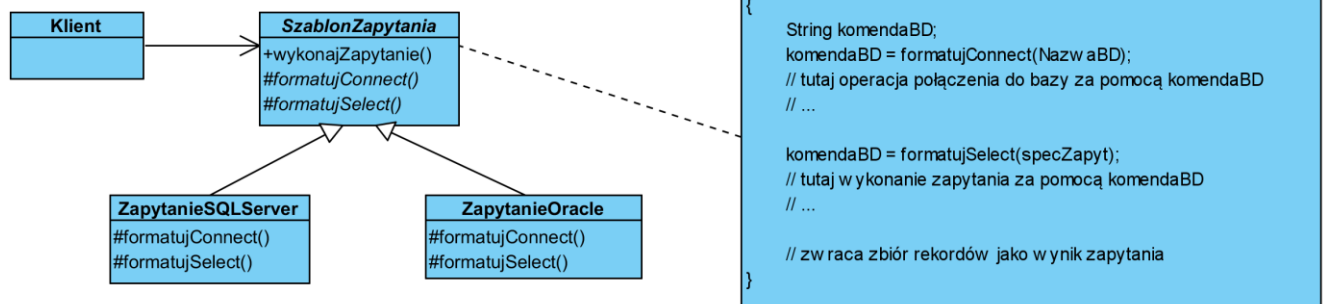 Klient
SzablonZapytania
+wykonajZapytanie()
#formatujConnect()
#formatujSelect()
ZapytanieSQLServer
#formatujConnect()
#formatujSelect()
ZapytanieOracle
#formatujConnect()
#formatujSelect()
{
String komendaBD;
komendaBD = formatujConnect(NazwaBD);
// tutaj operacja połączenia do bazy za pomocą komendaBD
// ...
komendaBD = formatujSelect(specZapyt);
// tutaj wykonanie zapytania za pomocą komendaBD
// ...
// zwraca zbiór rekordów jako wynik zapytania
}